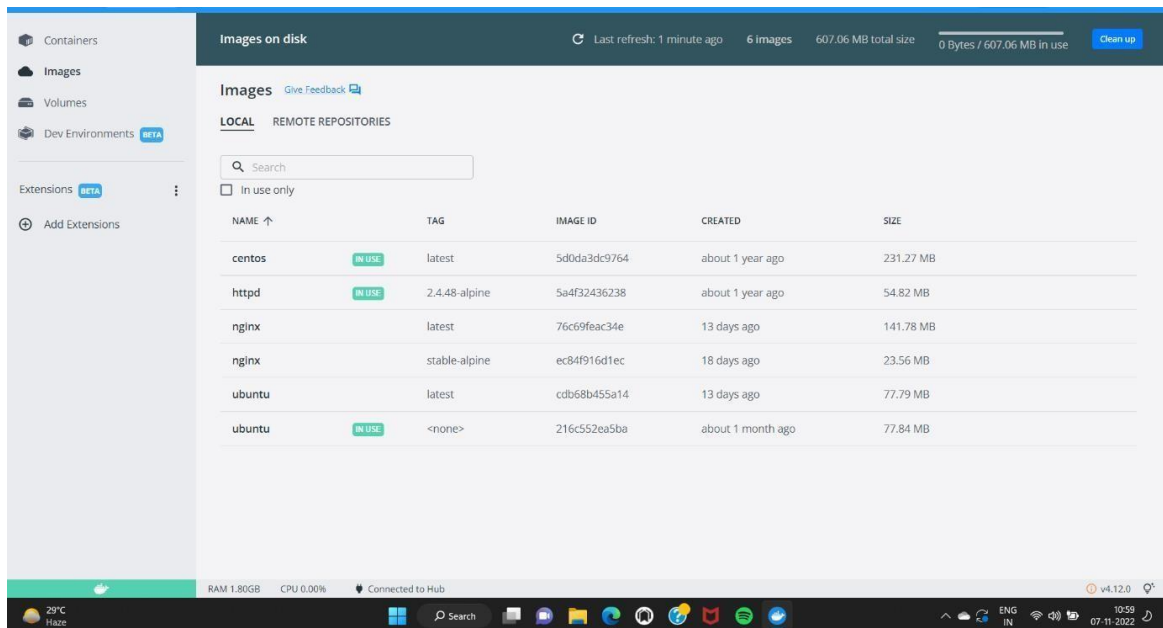 Containers
Images
Volumes
Dev Environments BETA
Extensions BETA
Add Extensions
Images on disk
Last refresh: 1 minute ago 6 images 607.06 MB total size 0 Bytes / 607.06 MB in use Clean up
Images Give Feedback
LOCAL REMOTE REPOSITORIES
Search
In use only
NAME TAG IMAGE ID CREATED SIZE
centos IN USE latest 5d0da3dc9764 about 1 year ago 231.27 MB
httpd IN USE 2.4.48-alpine 5a4f32436238 about 1 year ago 54.82 MB
nginx latest 76c69feac34e 13 days ago 141.78 MB
nginx stable-alpine ec84f916d1ec 18 days ago 23.56 MB
ubuntu latest cdb68b455a14 13 days ago 77.79 MB
ubuntu IN USE <none> 216c552ea5ba about 1 month ago 77.84 MB
RAM 1.80GB CPU 0.00% Connected to Hub v4.12.0
29°C
Haze
Search
ENG
IN
10:59
07-11-2022